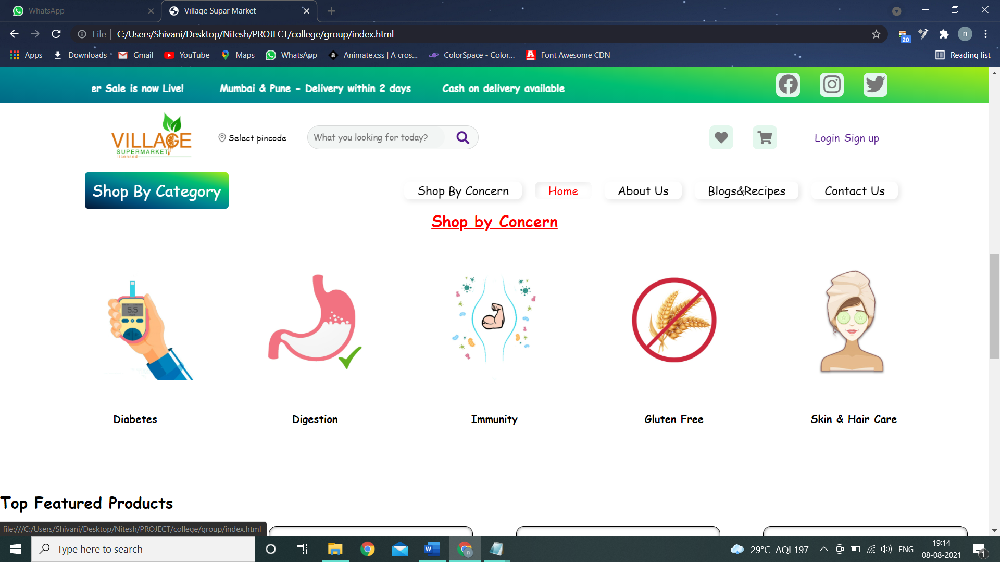 WhatsApp
Village Supar Market
File | C:/Users/Shivani/Desktop/Nitesh/PROJECT/college/group/index.html
20
n
Apps Downloads Gmail YouTube Maps WhatsApp Animate.css | A cros... ColorSpace - Color... Font Awesome CDN Reading list
er Sale is now Live! Mumbai & Pune - Delivery within 2 days Cash on delivery available
VILLAGE
SUPERMARKET
licensed
Select pincode
What you looking for today?
Login Sign up
Shop By Category
Shop By Concern Home About Us Blogs&Recipes Contact Us
Shop by Concern
5.5
Diabetes Digestion Immunity Gluten Free Skin & Hair Care
Top Featured Products
file:///C:/Users/Shivani/Desktop/Nitesh/PROJECT/college/group/index.html
Type here to search
29°C AQI 197
ENG
19:14
08-08-2021
1